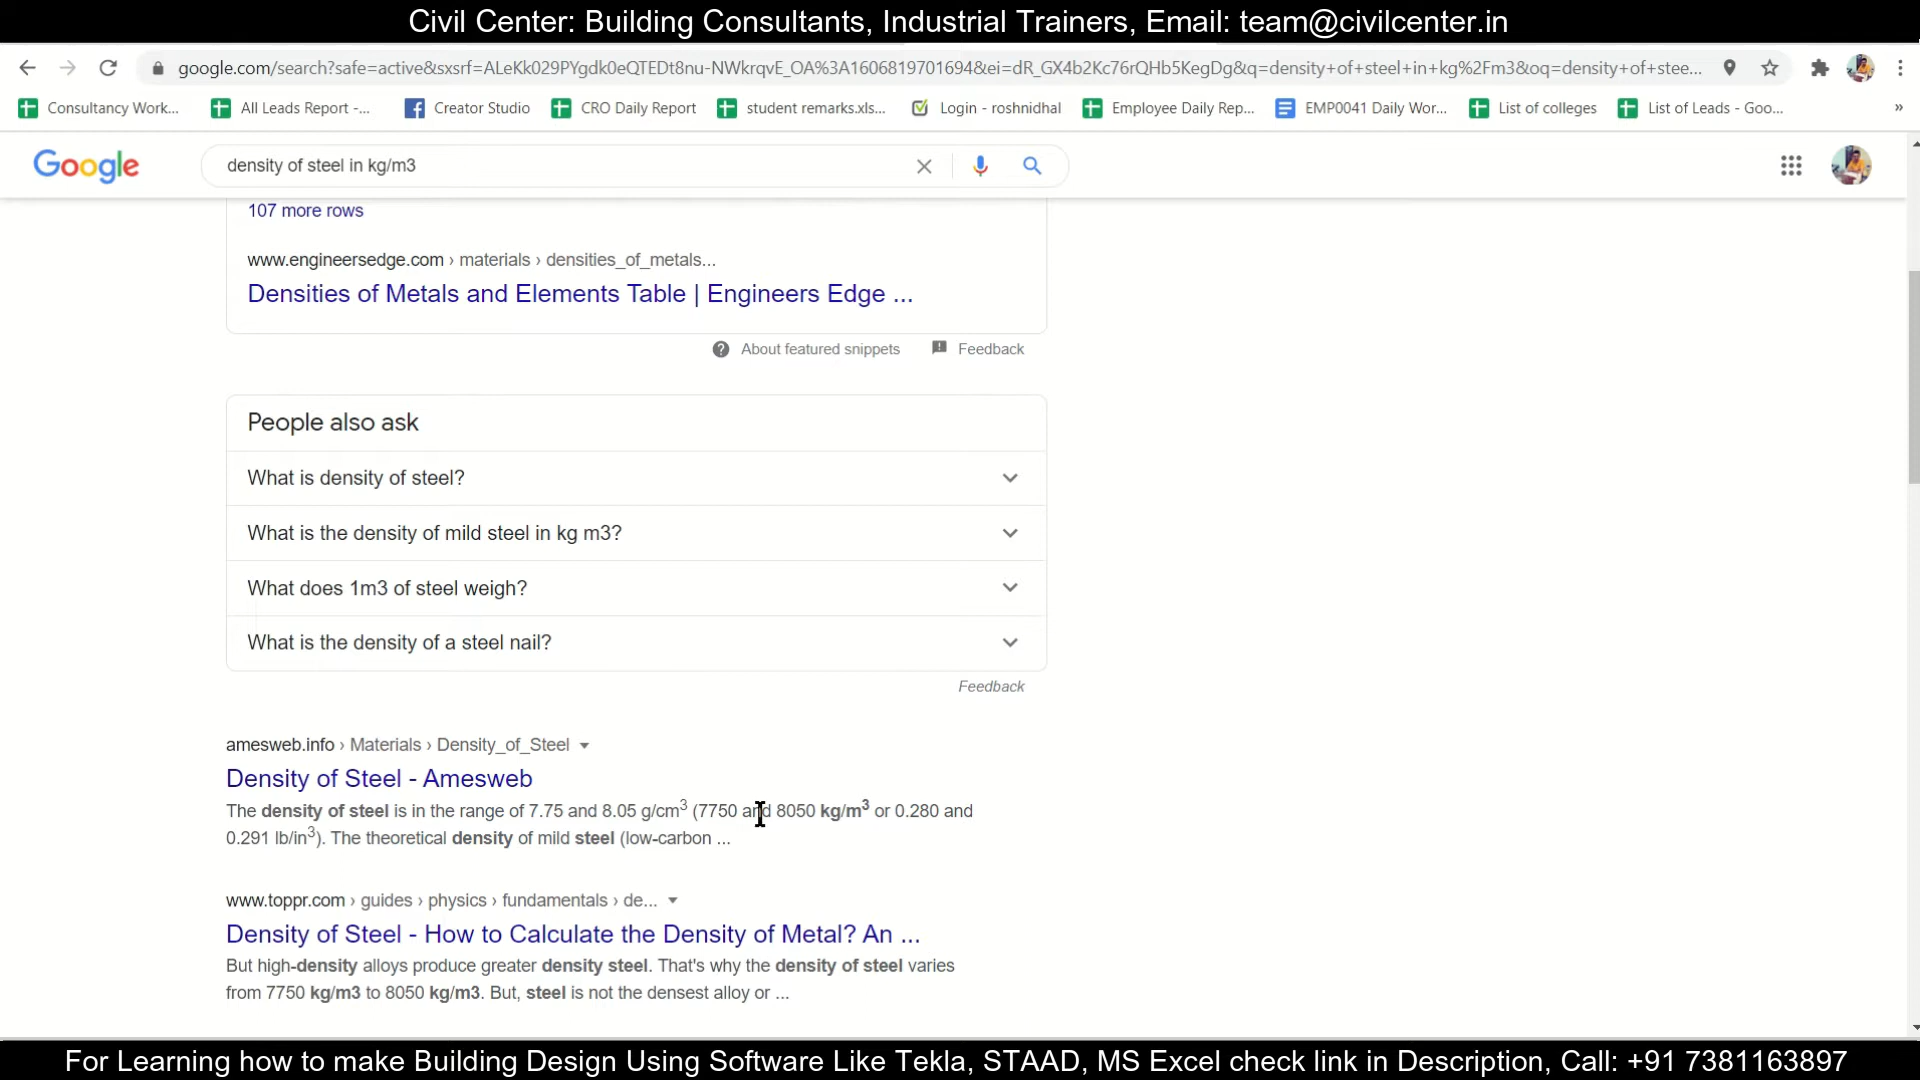 Civil Center: Building Consultants, Industrial Trainers, Email: team@civilcenter.in
google.com/search?safe=active&sxsrf=ALeKk029PYgdk0eQTEDt8nu-NWkrqvE_OA%3A1606819701694&ei=dR_GX4b2Kc76rQHb5KegDg&q=density+of+steel+in+kg%2Fm3&oq=density+of+stee...
Consultancy Work... All Leads Report -... Creator Studio CRO Daily Report student remarks.xls... Login - roshnidhal Employee Daily Rep... EMP0041 Daily Wor... List of colleges List of Leads - Goo... »
Google density of steel in kg/m3
107 more rows
www.engineersedge.com › materials › densities_of_metals...
Densities of Metals and Elements Table | Engineers Edge ...
About featured snippets Feedback
People also ask
What is density of steel?
What is the density of mild steel in kg m3?
What does 1m3 of steel weigh?
What is the density of a steel nail?
Feedback
amesweb.info › Materials › Density_of_Steel
Density of Steel - Amesweb
The density of steel is in the range of 7.75 and 8.05 g/cm³ (7750 and 8050 kg/m³ or 0.280 and
0.291 lb/in³). The theoretical density of mild steel (low-carbon ...
www.toppr.com › guides › physics › fundamentals › de...
Density of Steel - How to Calculate the Density of Metal? An ...
But high-density alloys produce greater density steel. That's why the density of steel varies
from 7750 kg/m3 to 8050 kg/m3. But, steel is not the densest alloy or ...
For Learning how to make Building Design Using Software Like Tekla, STAAD, MS Excel check link in Description, Call: +91 7381163897